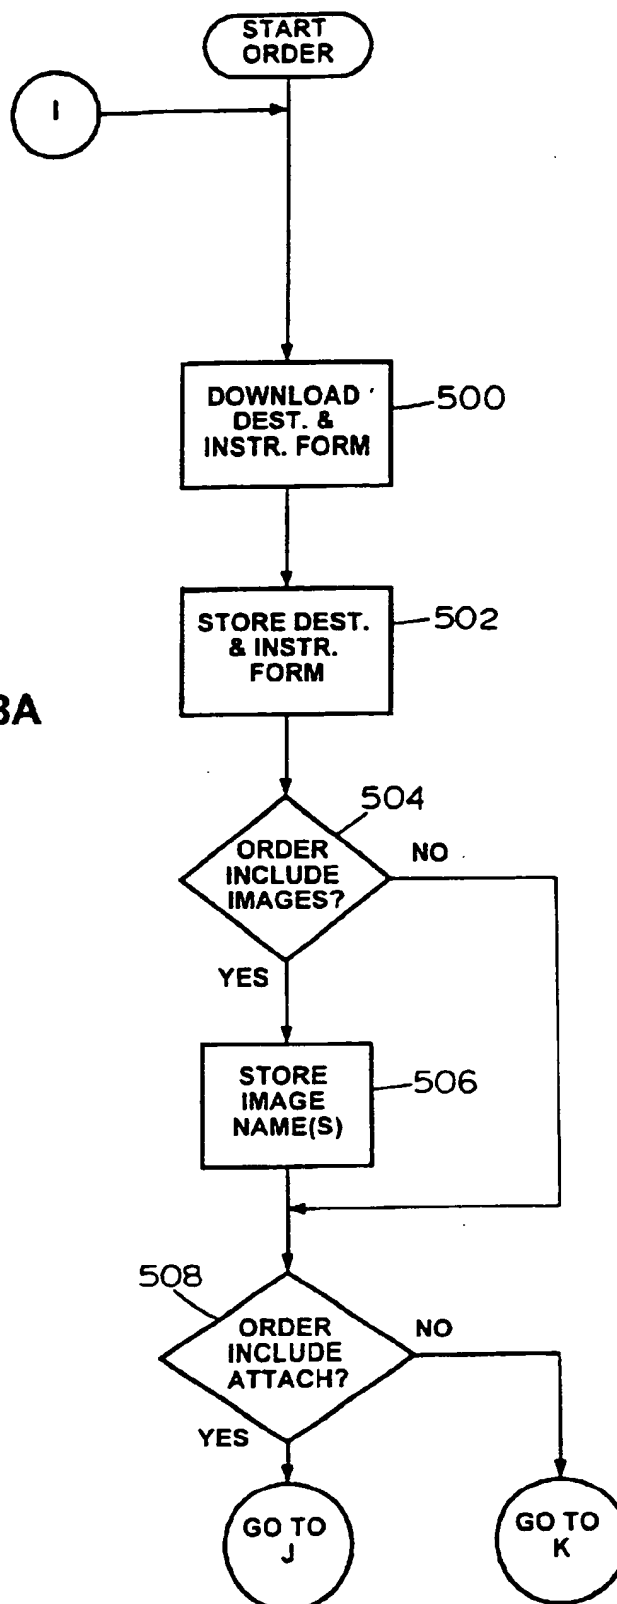 START
ORDER
I
DOWNLOAD
DEST. &
INSTR. FORM
500
STORE DEST.
& INSTR.
FORM
502
3A
504
ORDER
INCLUDE
IMAGES?
NO
YES
STORE
IMAGE
NAME(S)
506
508
ORDER
INCLUDE
ATTACH?
NO
YES
GO TO
J
GO TO
K